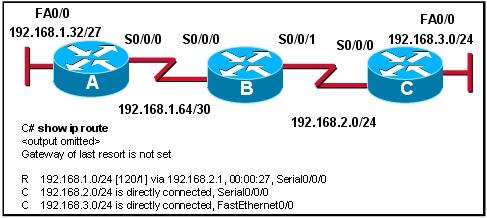 FA0/0
192.168.1.32/27
S0/0/0
S0/0/0
S0/0/1
S0/0/0
FA0/0
192.168.3.0/24
A
B
C
192.168.1.64/30
192.168.2.0/24
C# show ip route
<output omitted>
Gateway of last resort is not set
R 192.168.1.0/24 [120/1] via 192.168.2.1, 00:00:27, Serial0/0/0
C 192.168.2.0/24 is directly connected, Serial0/0/0
C 192.168.3.0/24 is directly connected, FastEthernet0/0